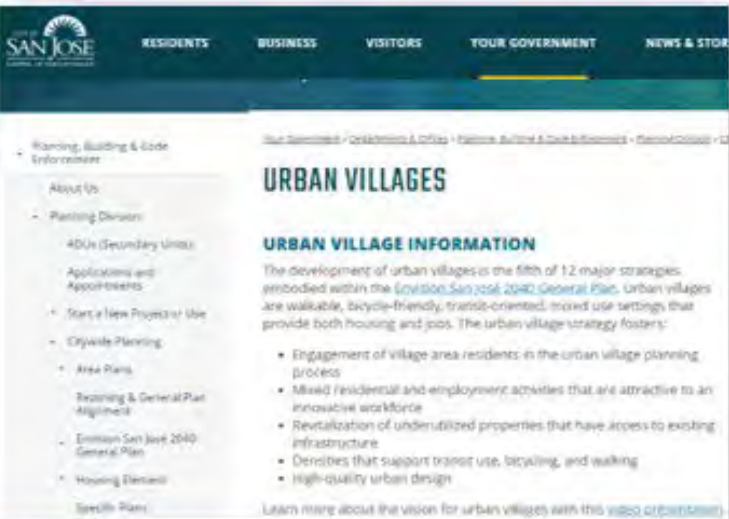 CITY OF
SAN JOSE
CAPITAL OF SILICON VALLEY
RESIDENTS
BUSINESS
VISITORS
YOUR GOVERNMENT
NEWS & STOR
Planning, Building & Code
Enforcement
About Us
Planning Division
ADUs (Secondary Units)
Applications and
Appointments
Start a New Project or Use
Citywide Planning
Area Plans
Rezoning & General Plan
Alignment
Envision San José 2040
General Plan
Housing Element
Specific Plans
Your Government › Departments & Offices › Planning, Building & Code Enforcement › Planning Division ›
URBAN VILLAGES
URBAN VILLAGE INFORMATION
The development of urban villages is the fifth of 12 major strategies
embodied within the Envision San José 2040 General Plan. Urban villages
are walkable, bicycle-friendly, transit-oriented, mixed use settings that
provide both housing and jobs. The urban village strategy fosters:
• Engagement of village area residents in the urban village planning
process
• Mixed residential and employment activities that are attractive to an
innovative workforce
• Revitalization of underutilized properties that have access to existing
infrastructure
• Densities that support transit use, bicycling, and walking
• High-quality urban design
Learn more about the vision for urban villages with this video presentation